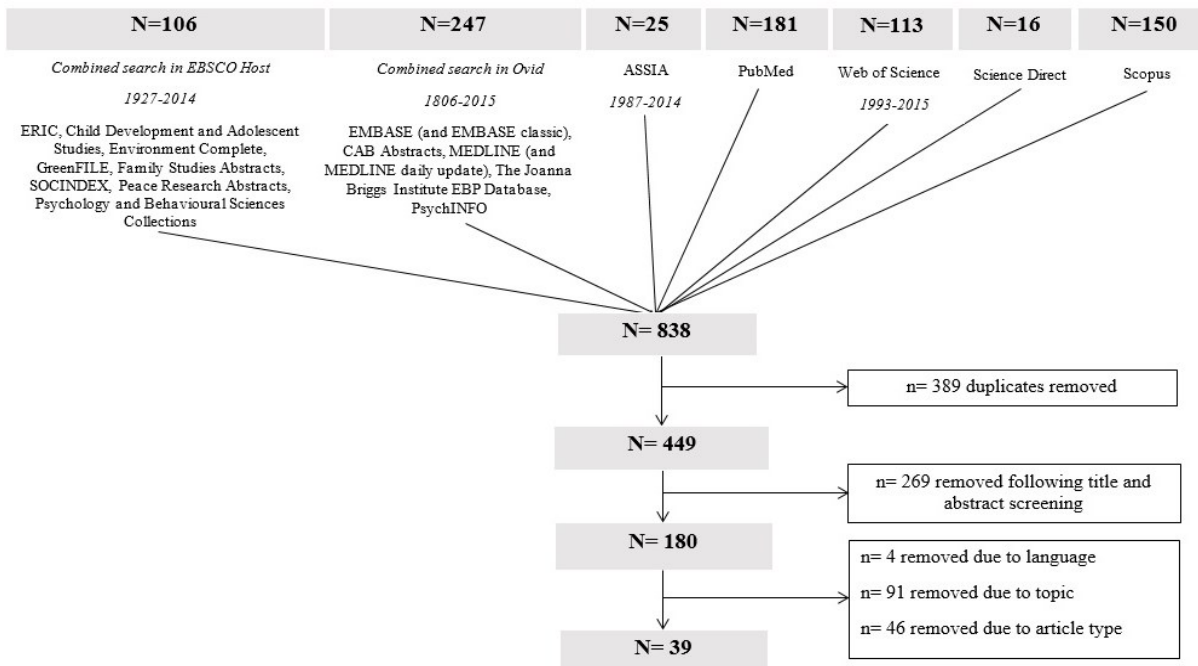 N=106
N=247
N=25
N=181
N=113
N=16
N=150
Combined search in EBSCO Host
1927-2014
ERIC, Child Development and Adolescent
Studies, Environment Complete,
GreenFILE, Family Studies Abstracts,
SOCINDEX, Peace Research Abstracts,
Psychology and Behavioural Sciences
Collections
Combined search in Ovid
1806-2015
EMBASE (and EMBASE classic),
CAB Abstracts, MEDLINE (and
MEDLINE daily update), The Joanna
Briggs Institute EBP Database,
PsychINFO
ASSIA
1987-2014
PubMed
Web of Science
1993-2015
Science Direct
Scopus
N= 838
n= 389 duplicates removed
N= 449
n= 269 removed following title and
abstract screening
N= 180
n= 4 removed due to language
n= 91 removed due to topic
n= 46 removed due to article type
N= 39